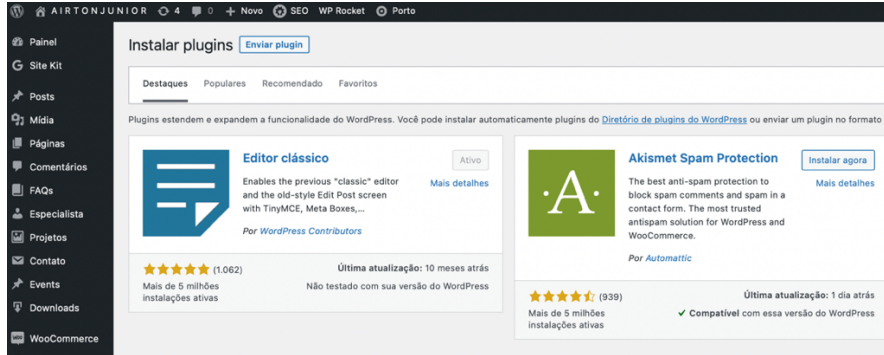 AIRTONJUNIOR 4 0 + Novo SEO WP Rocket Porto
Painel
Site Kit
Posts
Mídia
Páginas
Comentários
FAQs
Especialista
Projetos
Contato
Events
Downloads
WooCommerce
Instalar plugins Enviar plugin
Destaques Populares Recomendado Favoritos
Plugins estendem e expandem a funcionalidade do WordPress. Você pode instalar automaticamente plugins do Diretório de plugins do WordPress ou enviar um plugin no formato
Editor clássico Ativo
Mais detalhes
Enables the previous "classic" editor
and the old-style Edit Post screen
with TinyMCE, Meta Boxes,...
Por WordPress Contributors
(1.062)
Mais de 5 milhões
instalações ativas
Última atualização: 10 meses atrás
Não testado com sua versão do WordPress
·A·
Akismet Spam Protection Instalar agora
Mais detalhes
The best anti-spam protection to
block spam comments and spam in a
contact form. The most trusted
antispam solution for WordPress and
WooCommerce.
Por Automattic
(939)
Mais de 5 milhões
instalações ativas
Última atualização: 1 dia atrás
✓ Compatível com essa versão do WordPress